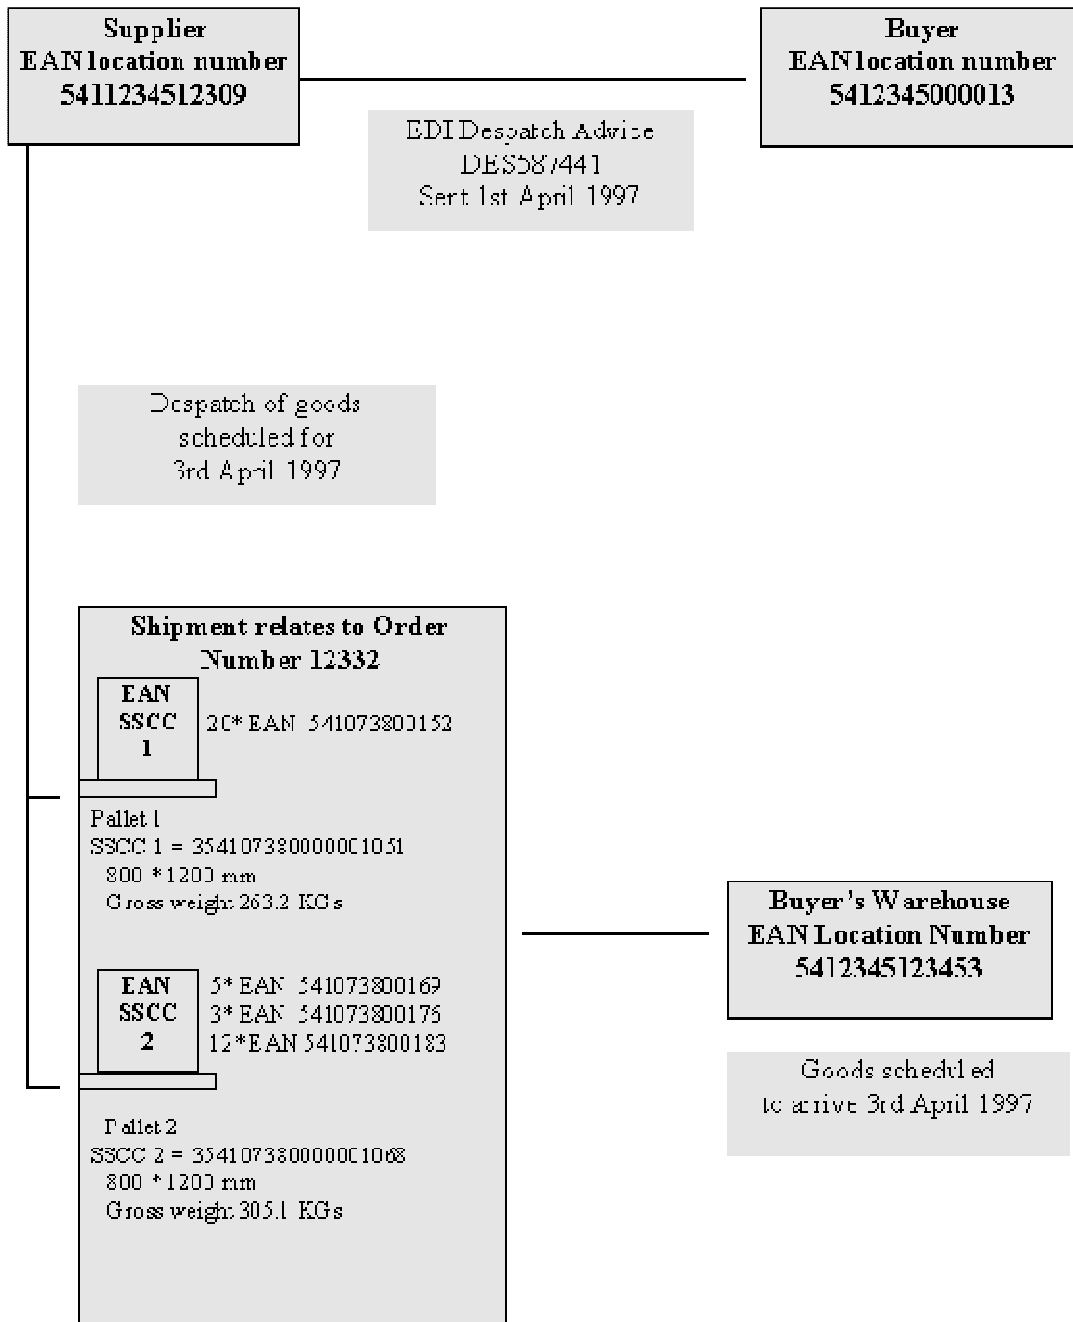 Supplier
EAN location number
5411234512309
Buyer
EAN location number
5412345000013
EDI Despatch Advice
DES587441
Sent 1st April 1997
Despatch of goods
scheduled for
3rd April 1997
Shipment relates to Order
Number 12332
EAN
SSCC
1
20* EAN 541073800152
Pallet 1
SSCC 1 = 354107380000001051
800 *1200 mm
Gross weight 263.2 KGs
EAN
SSCC
2
5* EAN 541073800169
3* EAN 541073800176
12*EAN 541073800183
Pallet 2
SSCC 2 = 354107380000001068
800 *1200 mm
Gross weight 305.1 KGs
Buyer's Warehouse
EAN Location Number
5412345123453
Goods scheduled
to arrive 3rd April 1997